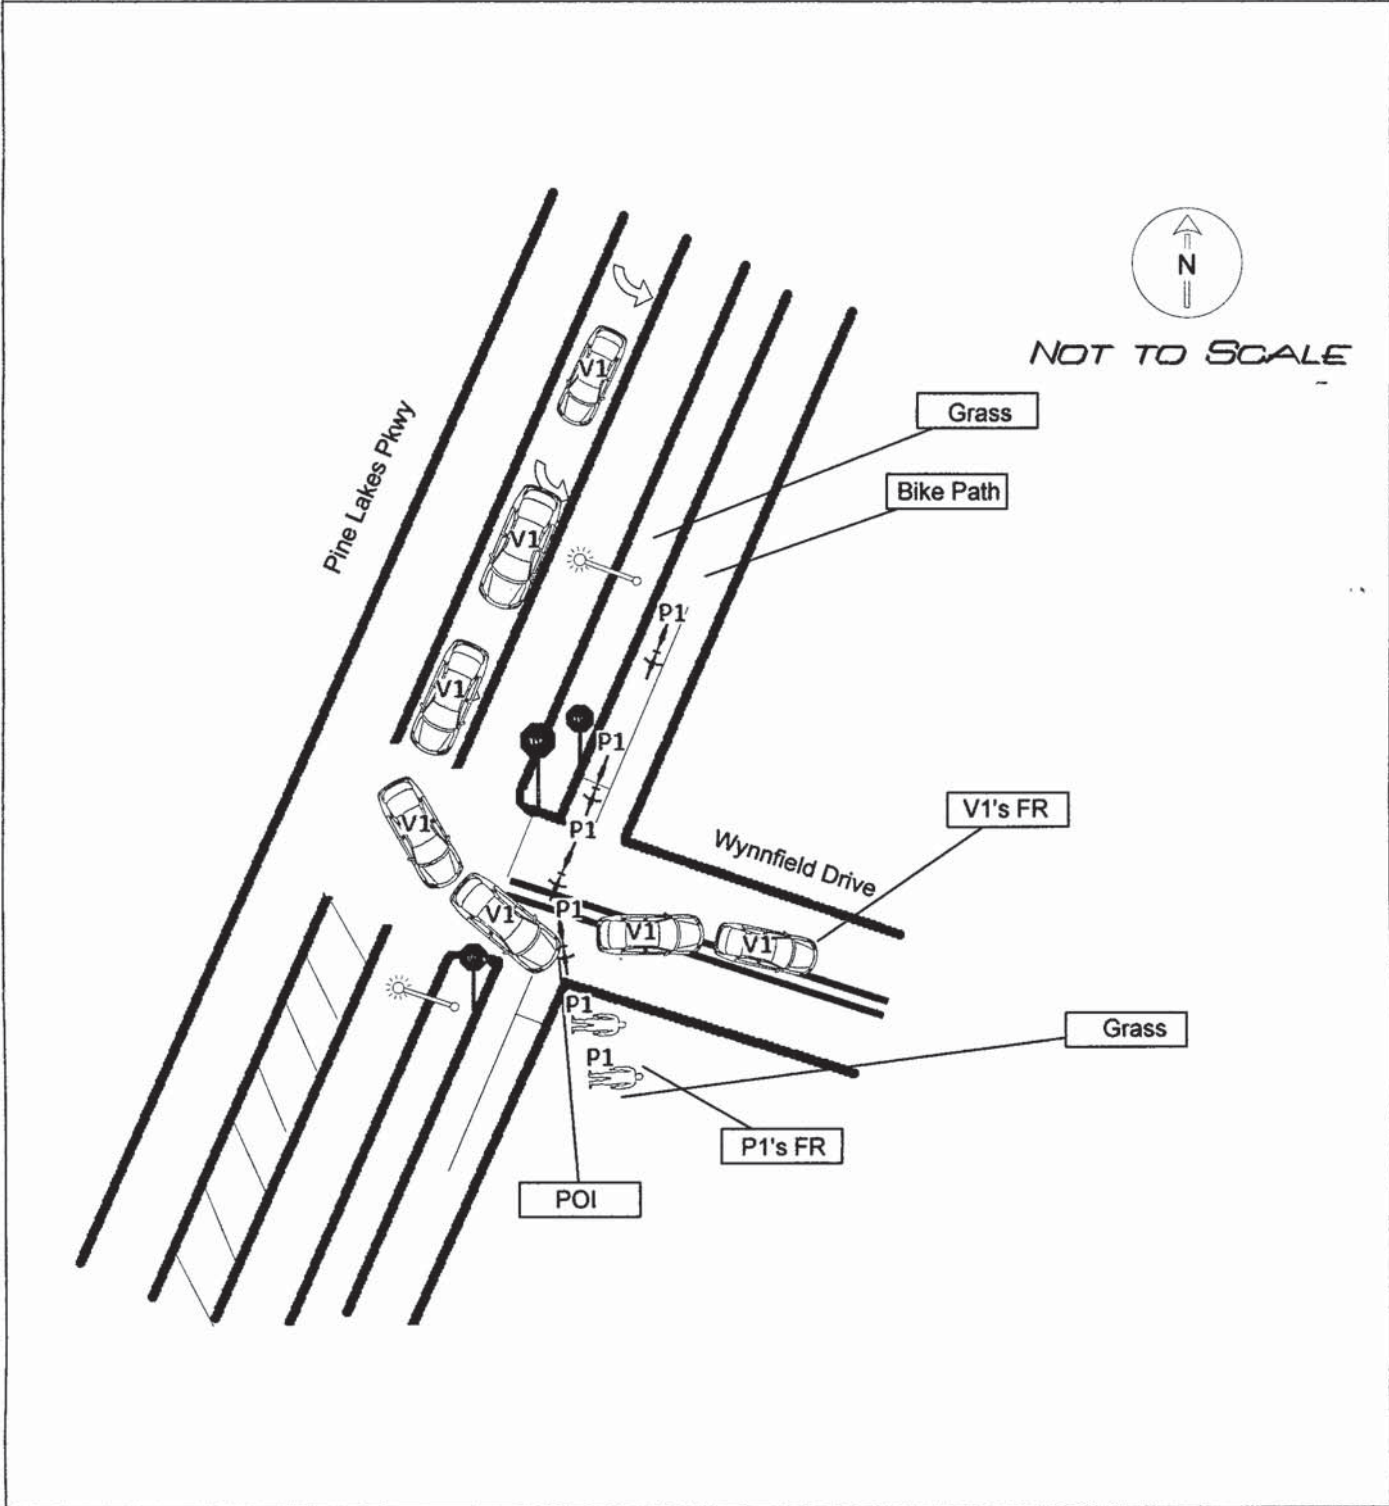 N
NOT TO SCALE
Grass
Bike Path
Pine Lakes Pkwy
V1
V1
V1
V1
V1
V1
V1
P1
P1
P1
P1
P1
P1
Wynnfield Drive
V1's FR
Grass
P1's FR
POI